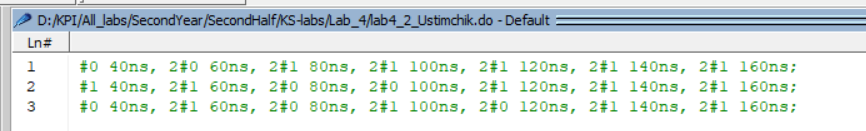 D:/KPI/All_labs/SecondYear/SecondHalf/KS-labs/Lab_4/lab4_2_Ustimchik.do - Default
Ln#
1 #0 40ns, 2#0 60ns, 2#1 80ns, 2#1 100ns, 2#1 120ns, 2#1 140ns, 2#1 160ns;
2 #1 40ns, 2#1 60ns, 2#0 80ns, 2#0 100ns, 2#1 120ns, 2#1 140ns, 2#1 160ns;
3 #0 40ns, 2#1 60ns, 2#0 80ns, 2#1 100ns, 2#0 120ns, 2#1 140ns, 2#1 160ns;